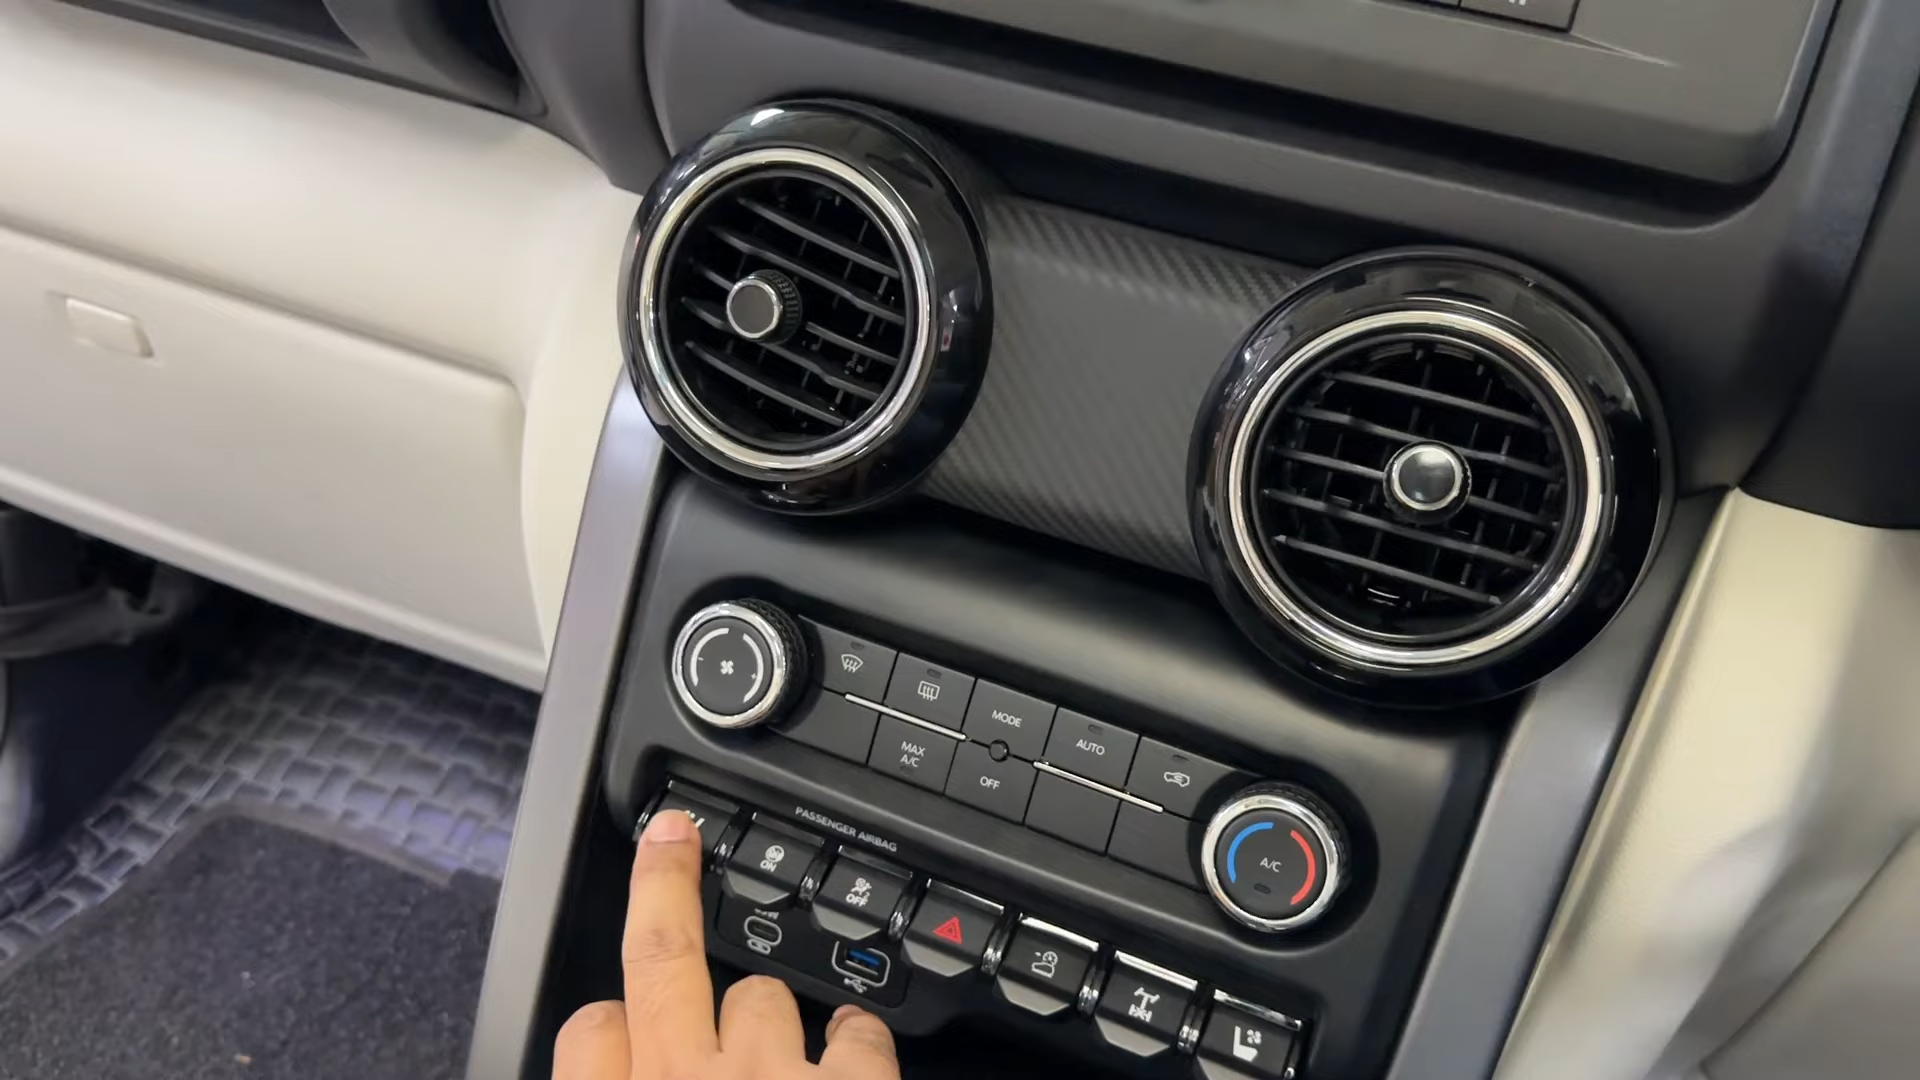 MODE
AUTO
MAX
A/C
OFF
A/C
PASSENGER AIRBAG
ON
OFF